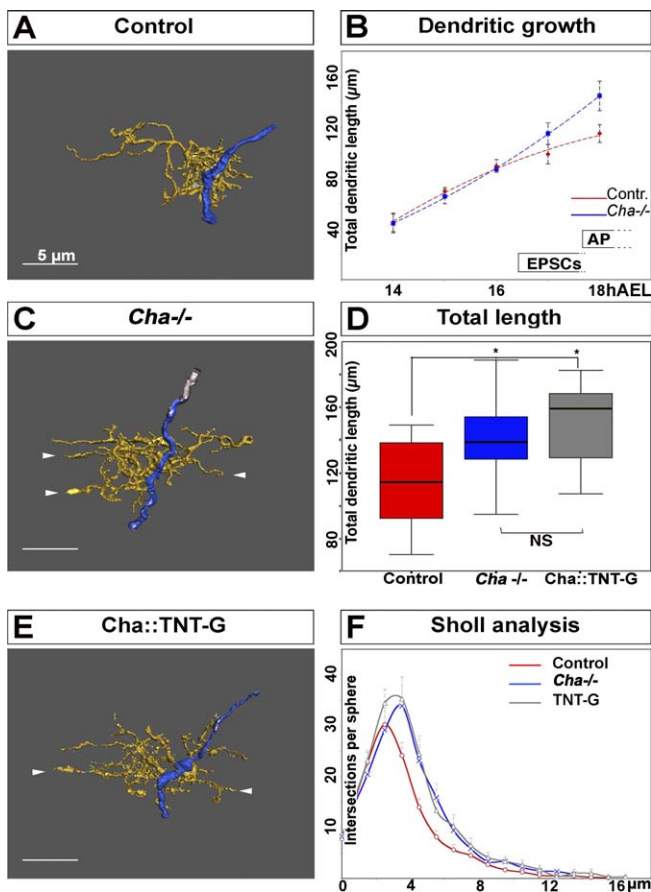 A Control
5 µm
B Dendritic growth
Total dendritic length (µm)
160
120
80
40
Contr.
Cha-/-
AP
EPSCs
14 16 18hAEL
C Cha-/-
D Total length
Total dendritic length (µm)
200
160
120
80
* *
NS
Control Cha -/- Cha::TNT-G
E Cha::TNT-G
F Sholl analysis
Intersections per sphere
40
30
20
10
Control
Cha-/-
TNT-G
0 4 8 12 16 µm